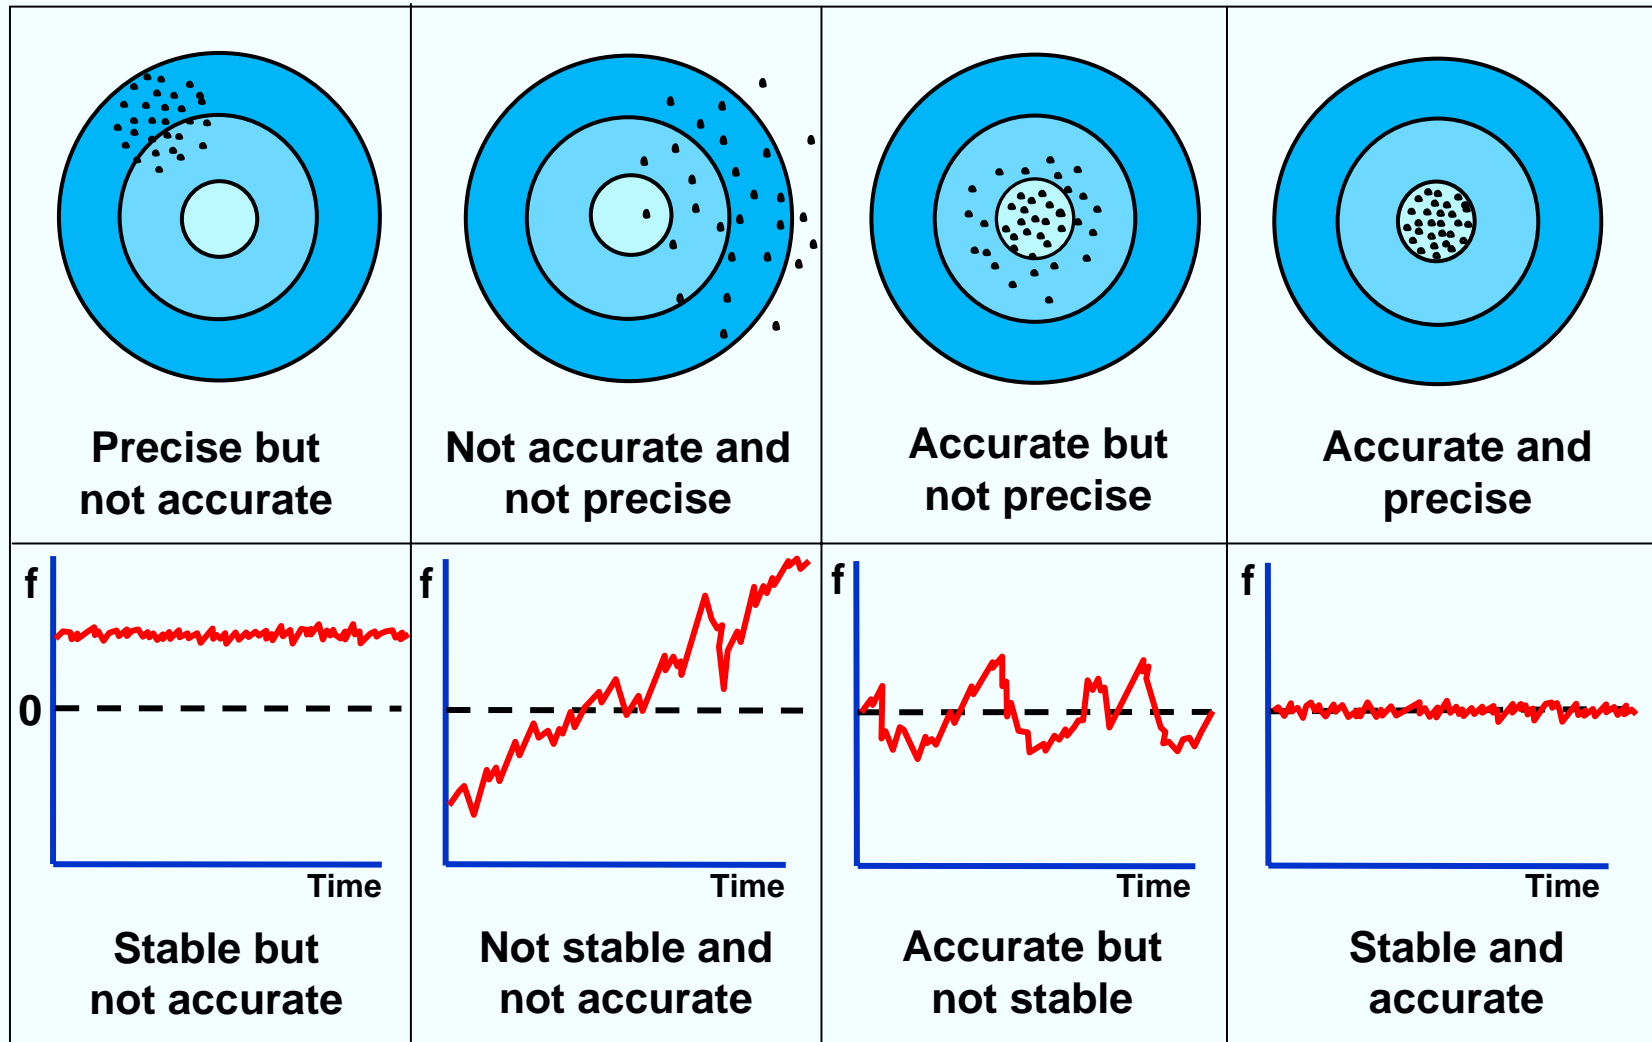 Precise but
not accurate
Not accurate and
not precise
Accurate but
not precise
Accurate and
precise
f
0
Time
Stable but
not accurate
f
Time
Not stable and
not accurate
f
Time
Accurate but
not stable
f
Time
Stable and
accurate